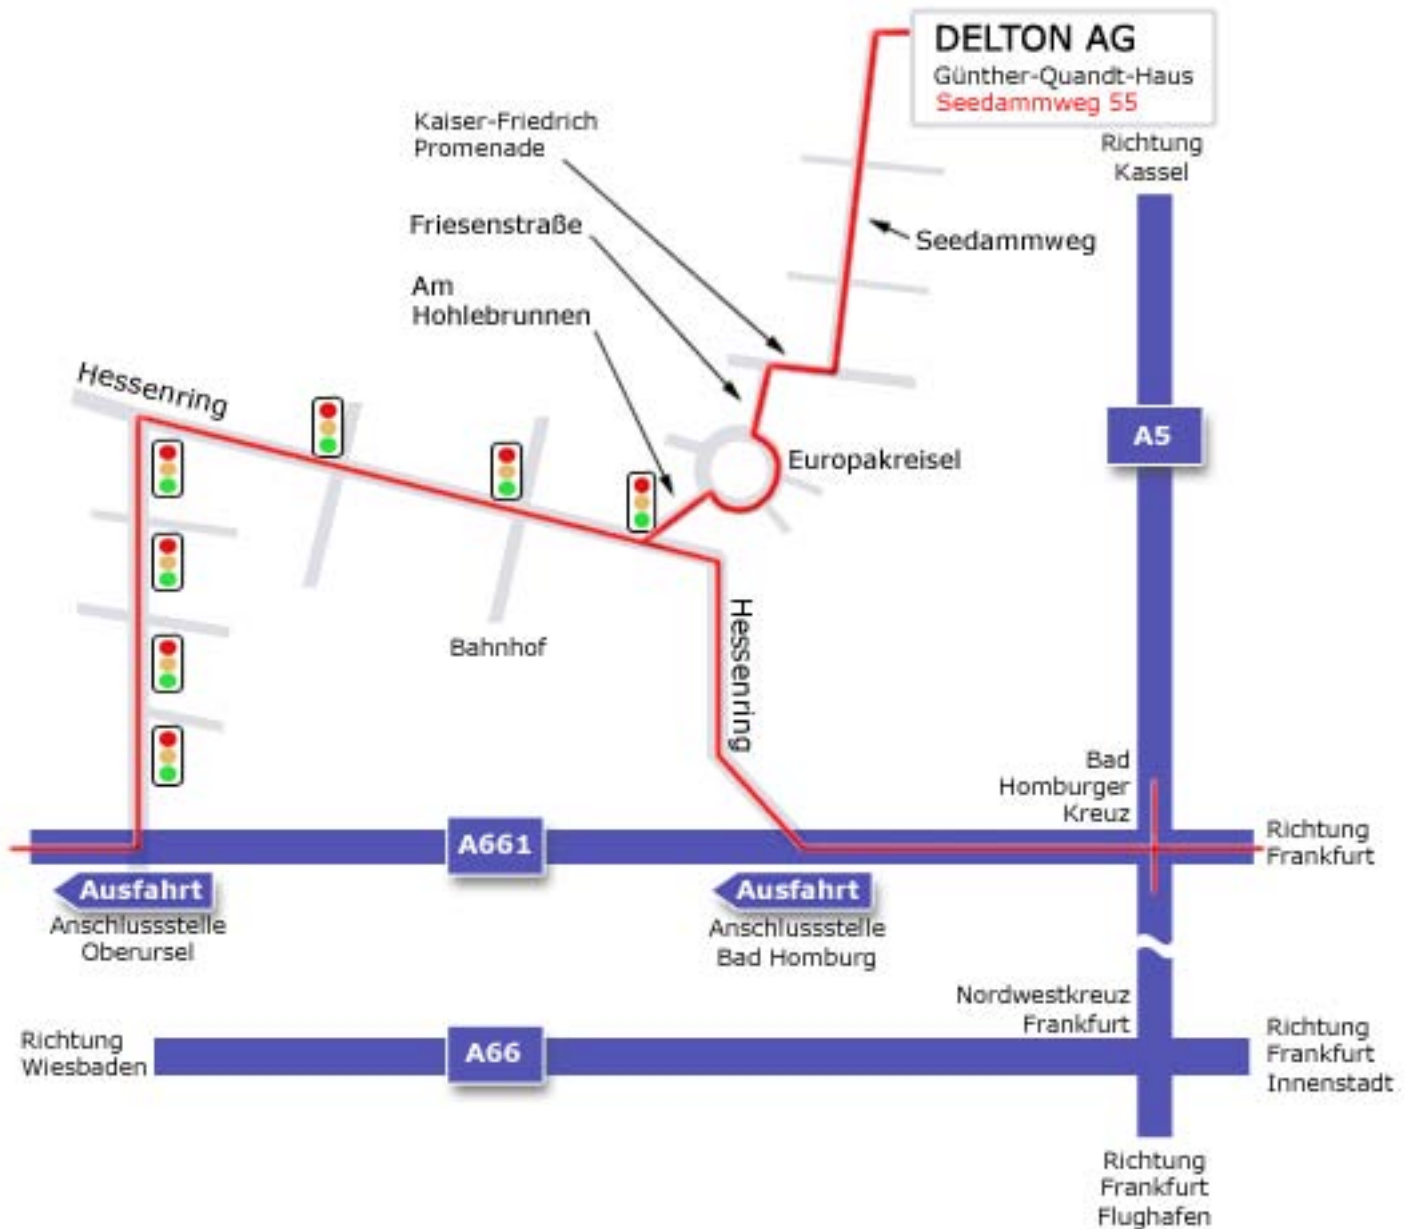 DELTON AG
Günther-Quandt-Haus
Seedammweg 55
Kaiser-Friedrich
Promenade
Richtung
Kassel
Friesenstraße
Seedammweg
Am
Hohlebrunnen
Hessenring
A5
Europakreisel
Hessenring
Bahnhof
Bad
Homburger
Kreuz
A661
Richtung
Frankfurt
Ausfahrt
Anschlussstelle
Oberursel
Ausfahrt
Anschlussstelle
Bad Homburg
Nordwestkreuz
Frankfurt
Richtung
Wiesbaden
A66
Richtung
Frankfurt
Innenstadt
Richtung
Frankfurt
Flughafen